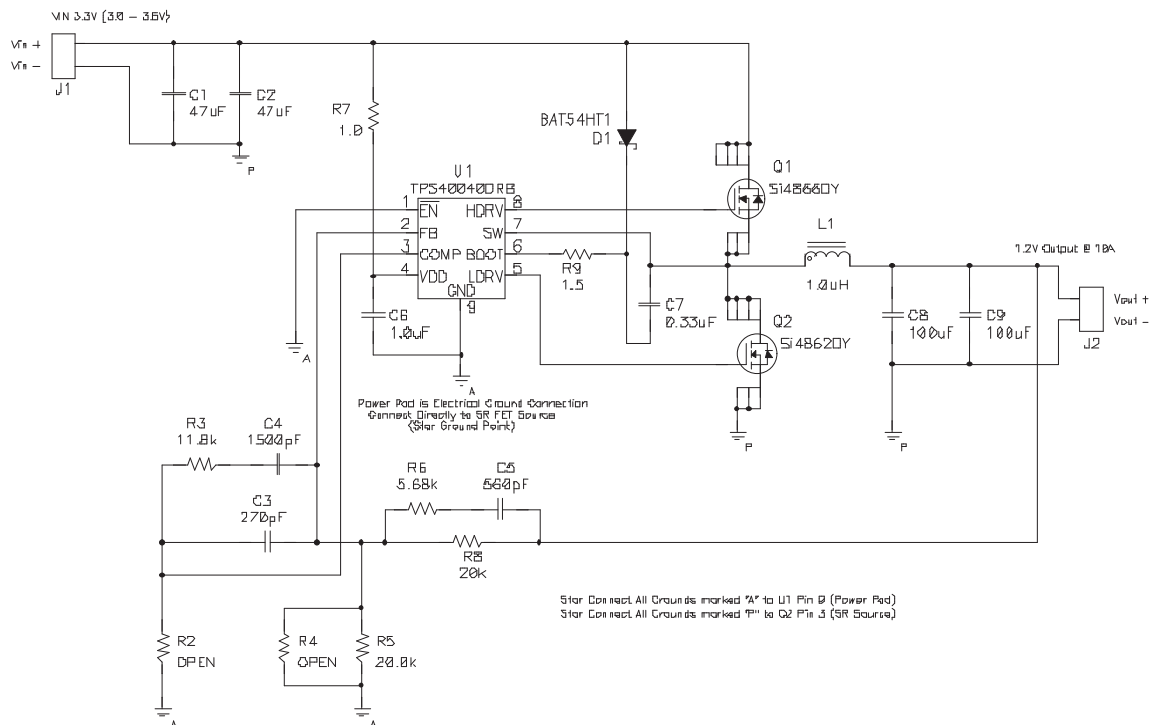 VIN 3.3V (3.0 – 3.6V)
Vin +
Vin -
J1
C1
47uF
C2
47uF
P
R7
1.0
BAT54HT1
D1
U1
TPS40040DRB
1
EN
2
FB
3
COMP
4
VDD
GND
9
HDRV
8
SW
7
BOOT
6
LDRV
5
Q1
Si4866DY
L1
1.0uH
1.2V Output @ 10A
R9
1.5
C7
0.33uF
C6
1.0uF
A
A
Q2
Si4862DY
P
C8
100uF
C9
100uF
P
Vout +
Vout -
J2
Power Pad is Electrical Ground Connection
Connect Directly to SR FET Source
(Star Ground Point)
R3
11.8k
C4
1500pF
C3
270pF
R6
5.68k
C5
560pF
R8
20k
R2
OPEN
A
R4
OPEN
R5
20.0k
A
Star Connect All Grounds marked "A" to U1 Pin 9 (Power Pad)
Star Connect All Grounds marked "P" to Q2 Pin 3 (SR Source)